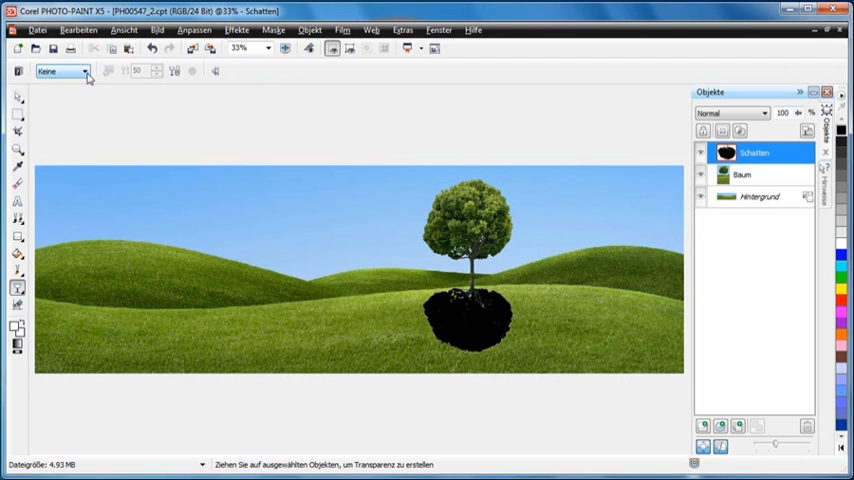 Corel PHOTO-PAINT X5 - [PH00547_2.cpt (RGB/24 Bit) @33% - Schatten]
Datei Bearbeiten Ansicht Bild Anpassen Effekte Maske Objekt Film Web Extras Fenster Hilfe
33%
Keine 50
Objekte
Normal 100 %
Schatten
Baum
Hintergrund
Objekte
Hinweise
Dateigröße: 4.93 MB Ziehen Sie auf ausgewählten Objekten, um Transparenz zu erstellen